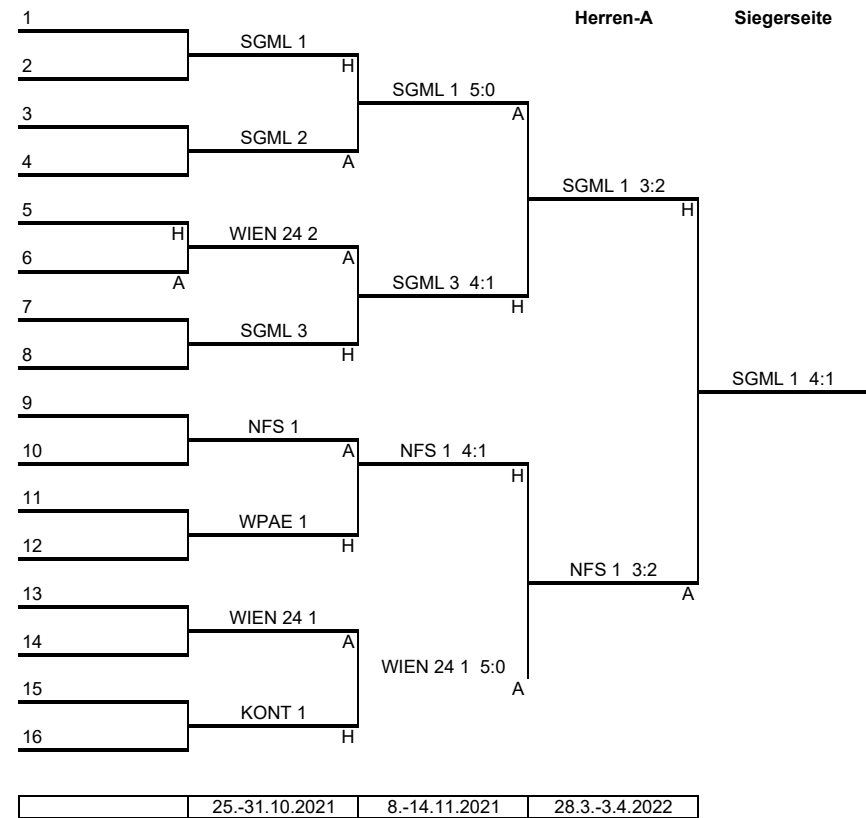 1 Herren-A Siegerseite
SGML 1
2 H
SGML 1 5:0
3 A
SGML 2
4 A
SGML 1 3:2
5 H
H WIEN 24 2
6 A
A SGML 3 4:1
7 H
SGML 3
8 H
SGML 1 4:1
9
NFS 1
10 A NFS 1 4:1
H
11
WPAE 1
12 H
NFS 1 3:2
13 A
WIEN 24 1
14 A
WIEN 24 1 5:0
15 A
KONT 1
16 H
25.-31.10.2021 8.-14.11.2021 28.3.-3.4.2022